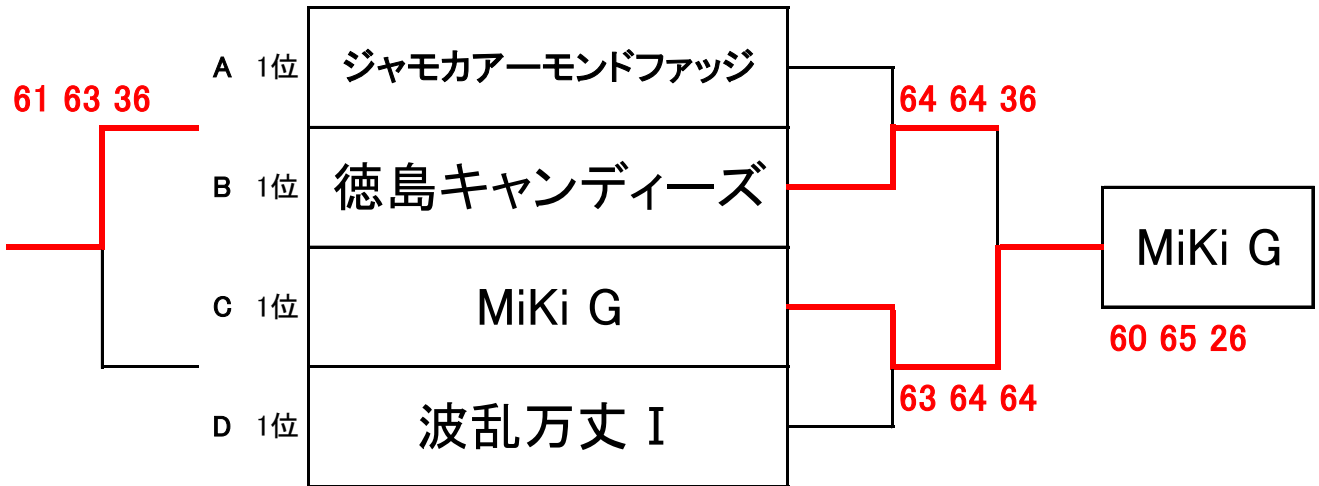 A 1位 ジャモカアーモンドファッジ
61 63 36
64 64 36
B 1位 徳島キャンディーズ
MiKi G
C 1位 MiKi G
60 65 26
63 64 64
D 1位 波乱万丈 I